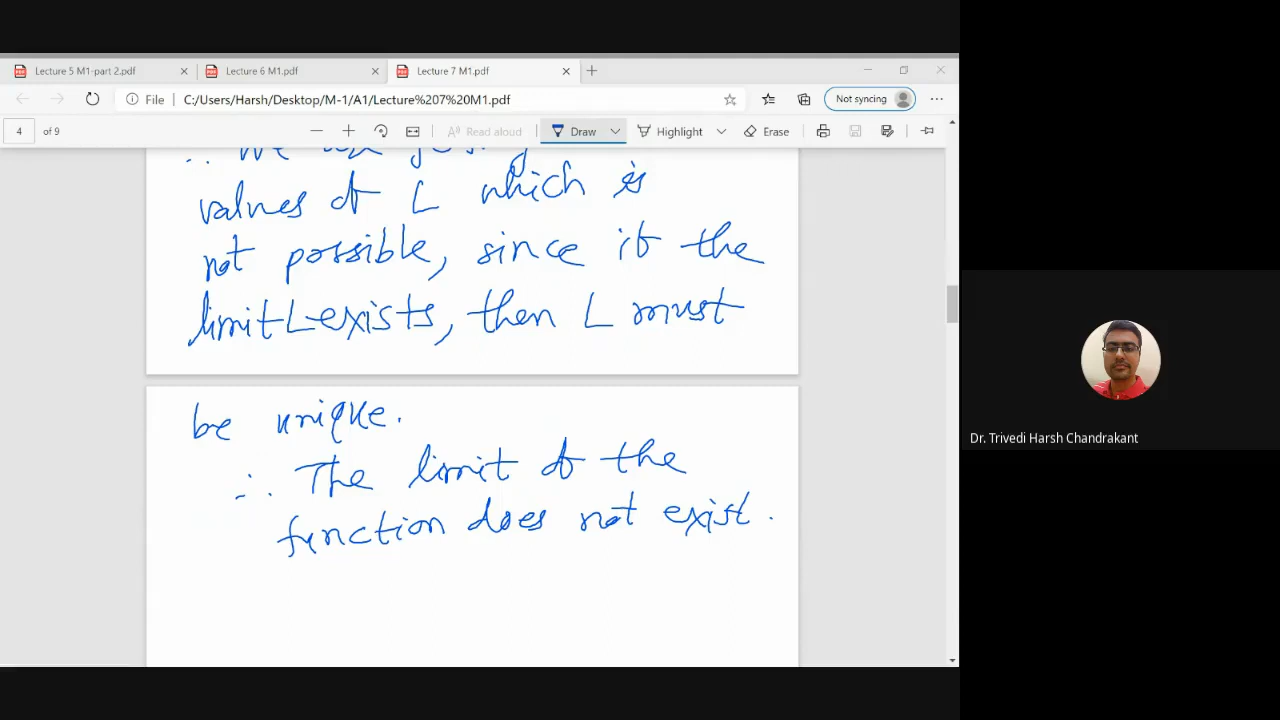 Lecture 5 M1-part 2.pdf
Lecture 6 M1.pdf
Lecture 7 M1.pdf
File
C:/Users/Harsh/Desktop/M-1/A1/Lecture%207%20M1.pdf
Not syncing
4 of 9
Read aloud
Draw
Highlight
Erase
∴ We
values of L which is
not possible, since if the
limit L exists, then L must
be unique.
∴ The limit of the
function does not exist.
Dr. Trivedi Harsh Chandrakant